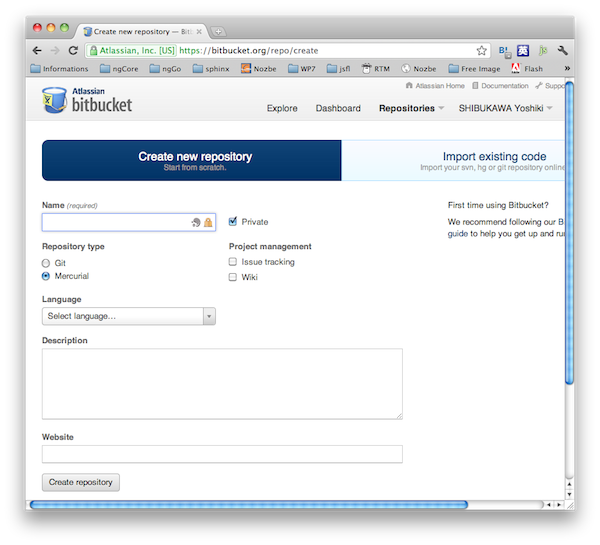 Create new repository — Bitb
Atlassian, Inc. [US] https://bitbucket.org/repo/create
Informations ngCore ngGo sphinx Nozbe WP7 jsfl RTM Nozbe Free Image Flash »
Atlassian Home Documentation Suppo
Atlassian
bitbucket
Explore Dashboard Repositories SHIBUKAWA Yoshiki
Create new repository
Start from scratch.
Import existing code
Import your svn, hg or git repository online
Name (required)
Private
First time using Bitbucket?
We recommend following our B
guide to help you get up and ru
Repository type
Project management
Git
Issue tracking
Mercurial
Wiki
Language
Select language...
Description
Website
Create repository